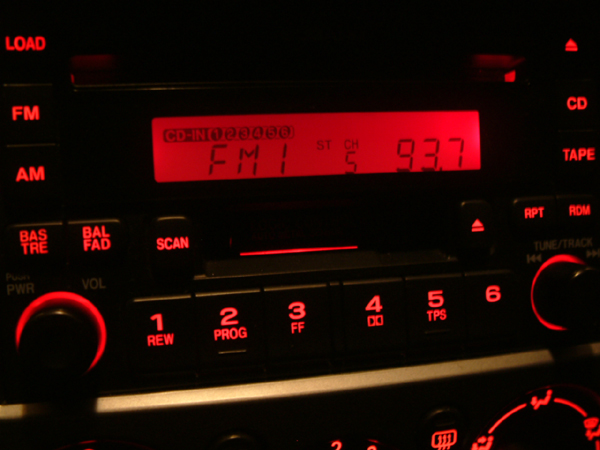 LOAD
FM
CD
CD-IN 1 2 3 4 5 6
ST CH
FM1 5 93.7
AM
TAPE
BAS
TRE
BAL
FAD
SCAN
RPT
RDM
PUSH
PWR
VOL
TUNE/TRACK
1
REW
2
PROG
3
FF
4
5
TPS
6